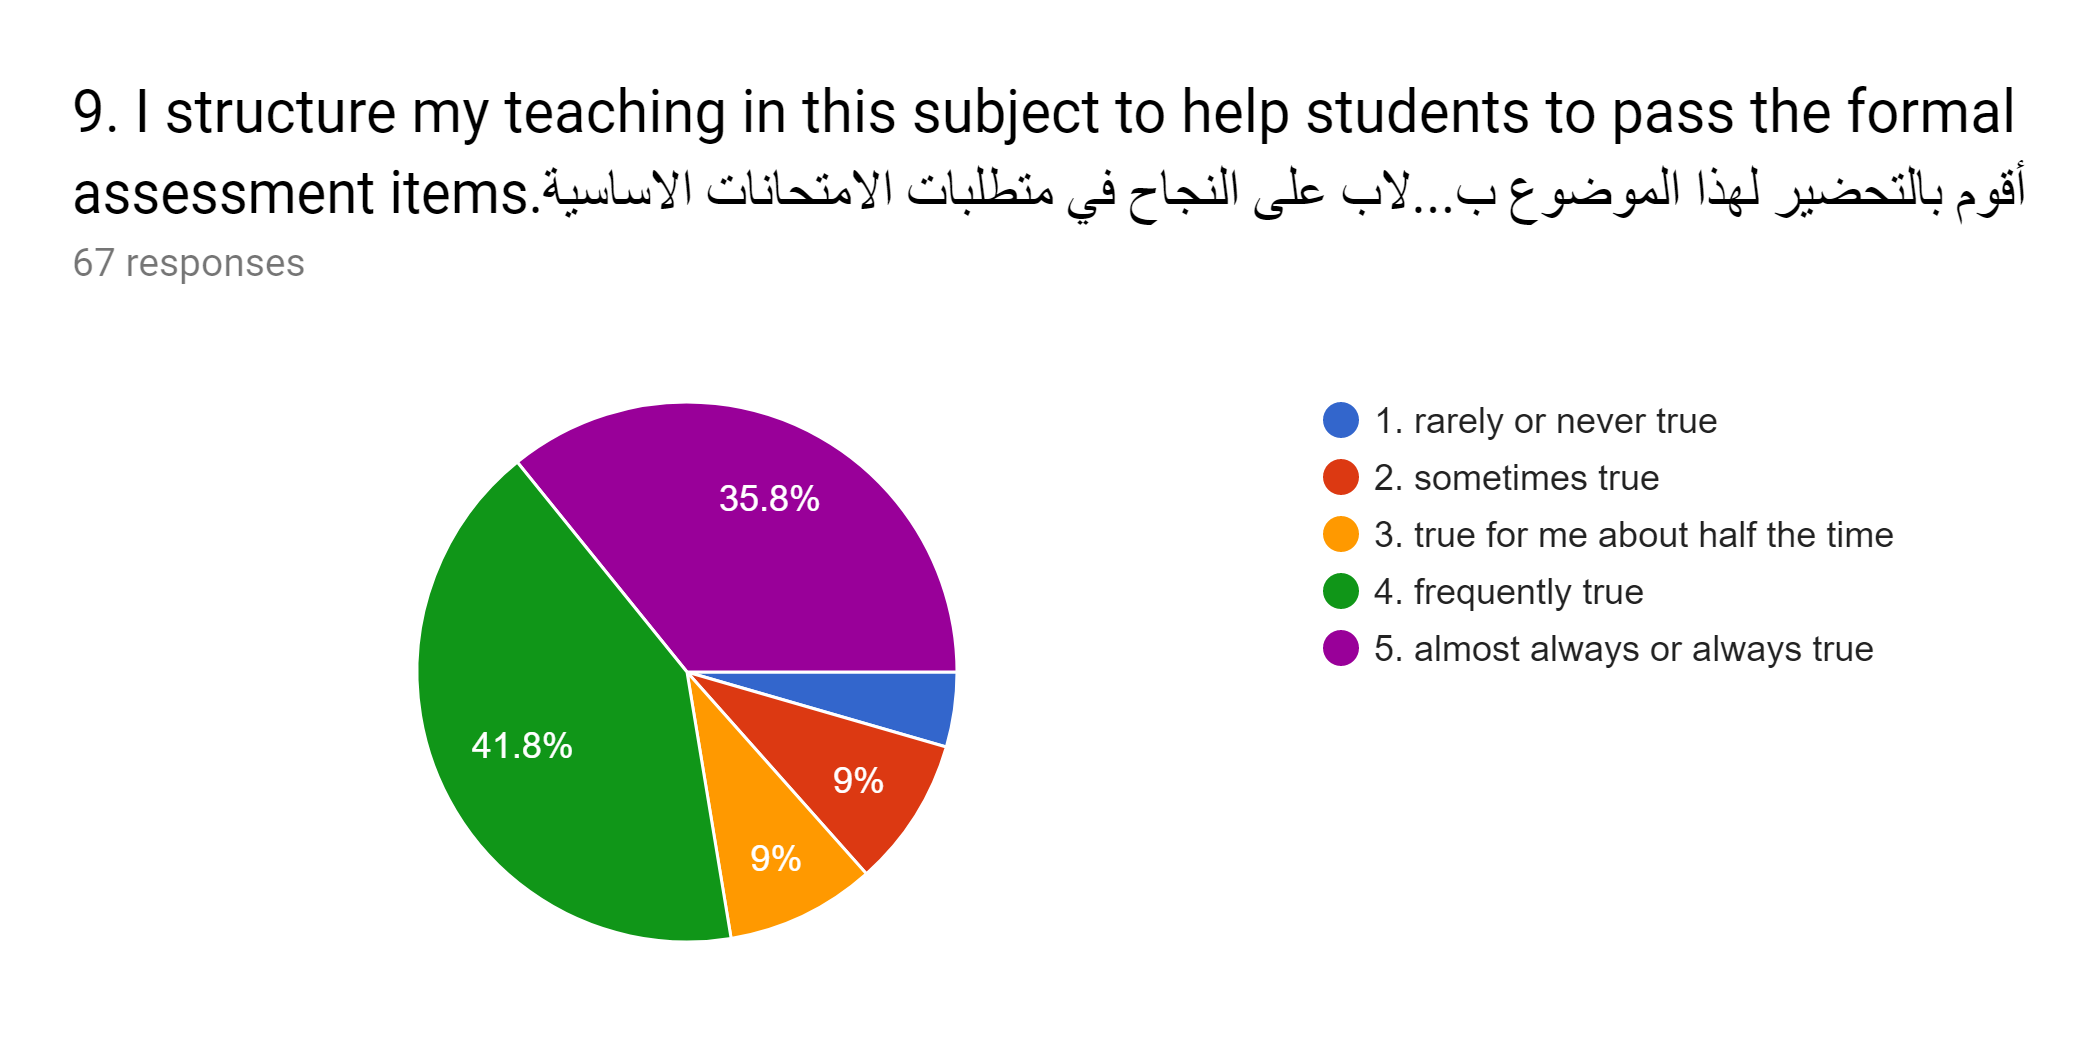 9. I structure my teaching in this subject to help students to pass the formal
assessment items.أقوم بالتحضير لهذا الموضوع ب...لاب على النجاح في متطلبات الامتحانات الاساسية
67 responses
35.8%
41.8%
9%
9%
1. rarely or never true
2. sometimes true
3. true for me about half the time
4. frequently true
5. almost always or always true